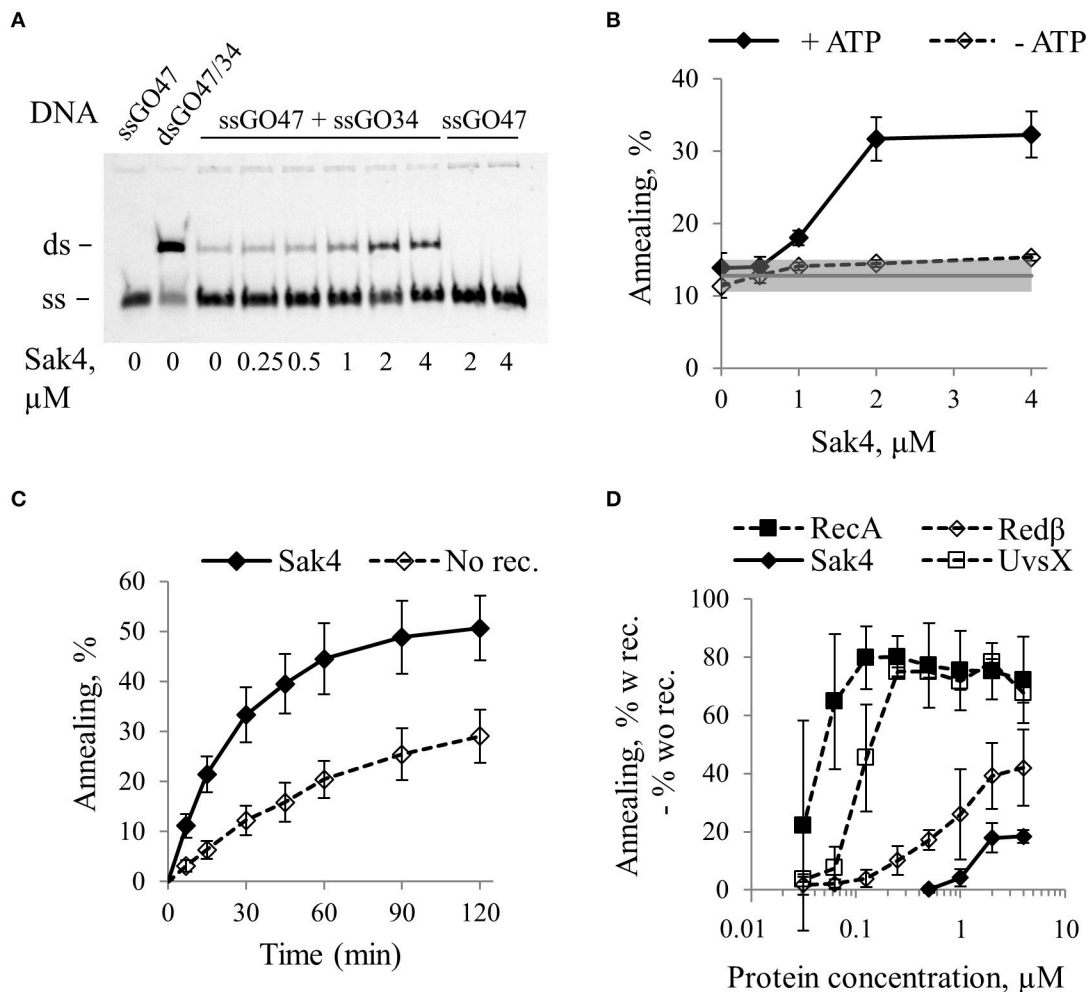 A
ssGO47
dsGO47/34
DNA
ssGO47 + ssGO34
ssGO47
ds
ss
Sak4, 0 0 0 0.25 0.5 1 2 4 2 4
μM
B
+ ATP - ATP
Annealing, %
40
30
20
10
0
0 1 2 3 4
Sak4, μM
C
Sak4 No rec.
Annealing, %
60
50
40
30
20
10
0
0 30 60 90 120
Time (min)
D
RecA Redβ
Sak4 UvsX
Annealing, % w rec.
- % wo rec.
100
80
60
40
20
0
0.01 0.1 1 10
Protein concentration, μM